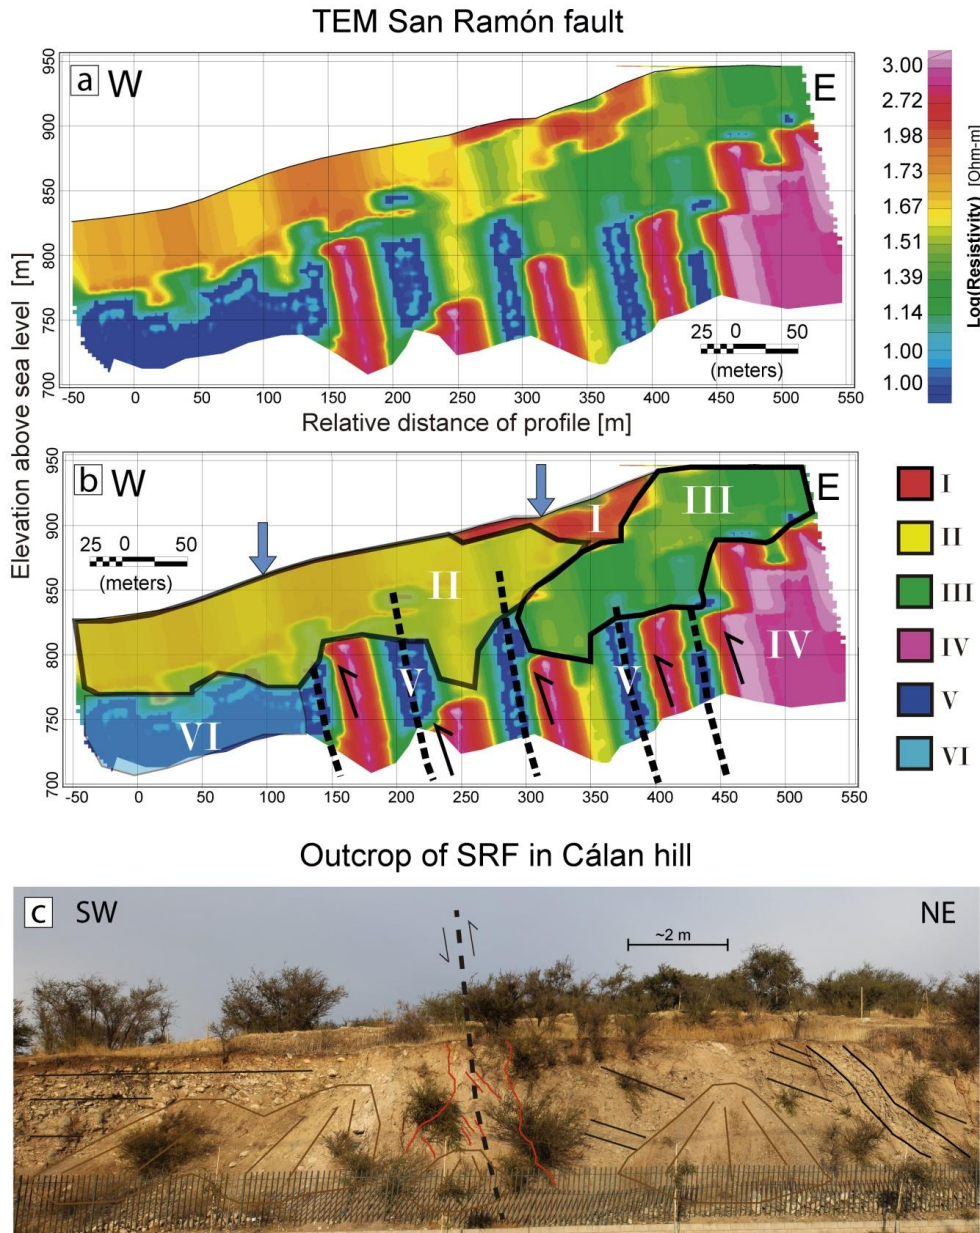 TEM San Ramón fault
a W
E
950
900
850
800
750
700
-50 0 50 100 150 200 250 300 350 400 450 500 550
25 0 50
(meters)
Relative distance of profile [m]
Elevation above sea level [m]
3.00
2.72
1.98
1.73
1.67
1.51
1.39
1.14
1.00
1.00
Log(Resistivity) [Ohm-m]
b W
E
950
900
850
800
750
700
25 0 50
(meters)
I
II
III
IV
V
V
VI
-50 0 50 100 150 200 250 300 350 400 450 500 550
I
II
III
IV
V
VI
Outcrop of SRF in Cálan hill
c SW
NE
~2 m